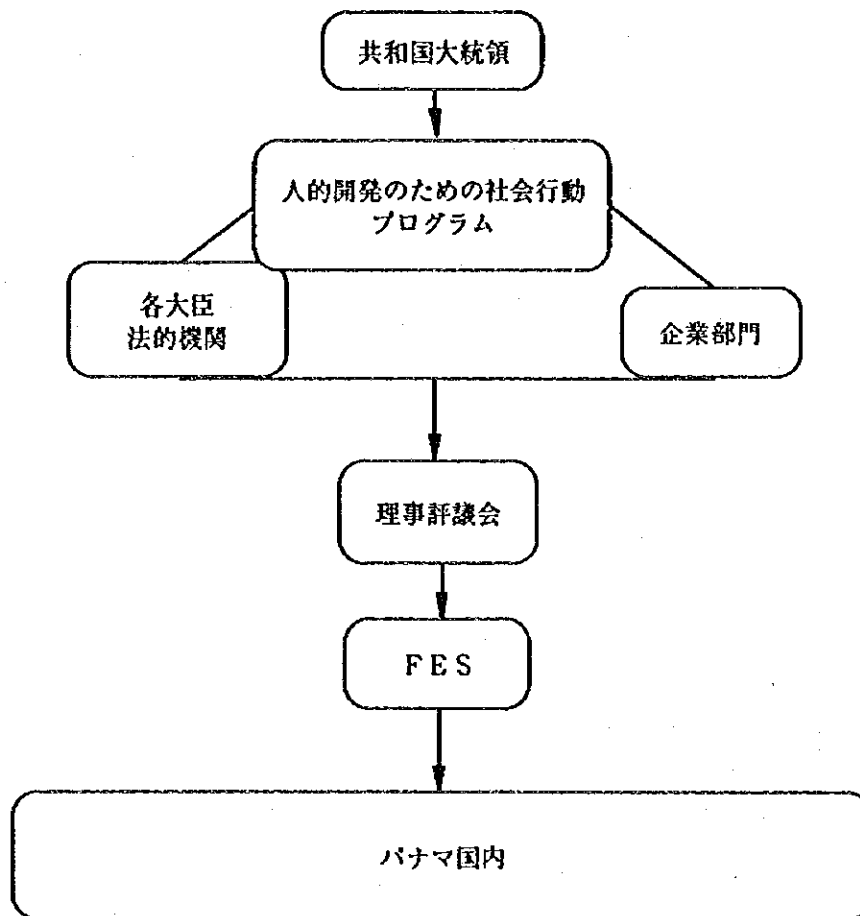 共和国大統領
人的開発のための社会行動
プログラム
各大臣
法的機関
企業部門
理事評議会
FES
パナマ国内